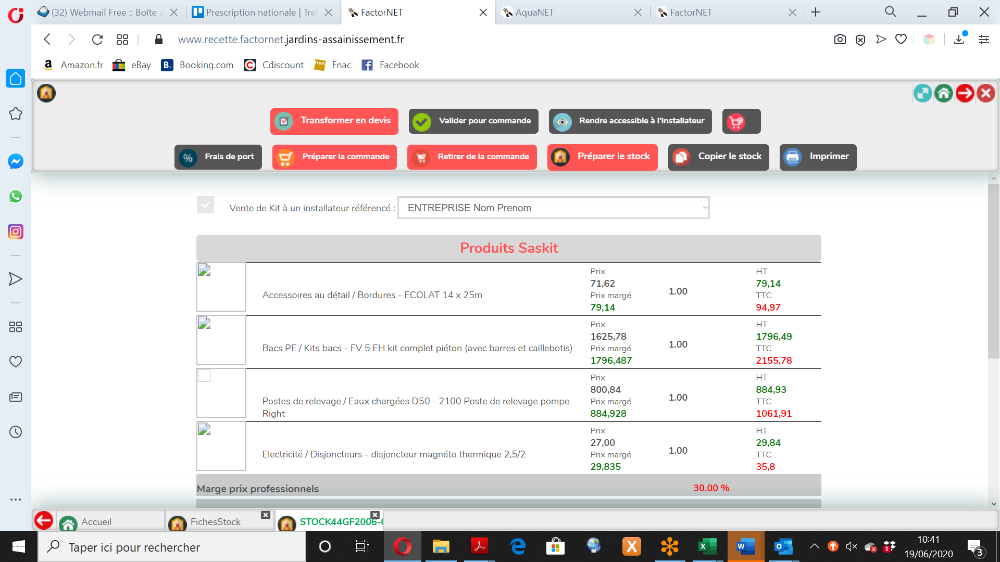 (32) Webmail Free :: Boîte d
Prescription nationale | Trel
FactorNET
AquaNET
FactorNET
www.recette.factornet.jardins-assainissement.fr
Amazon.fr
eBay
Booking.com
Cdiscount
Fnac
Facebook
Transformer en devis
Valider pour commande
Rendre accessible à l'installateur
Frais de port
Préparer la commande
Retirer de la commande
Préparer le stock
Copier le stock
Imprimer
Vente de Kit à un installateur référencé :
ENTREPRISE Nom Prenom
Produits Saskit
Accessoires au détail / Bordures - ECOLAT 14 x 25m
Prix
71,62
Prix margé
79,14
1.00
HT
79,14
TTC
94,97
Bacs PE / Kits bacs - FV 5 EH kit complet piéton (avec barres et caillebotis)
Prix
1625,78
Prix margé
1796,487
1.00
HT
1796,49
TTC
2155,78
Postes de relevage / Eaux chargées D50 - 2100 Poste de relevage pompe
Right
Prix
800,84
Prix margé
884,928
1.00
HT
884,93
TTC
1061,91
Electricité / Disjoncteurs - disjoncteur magnéto thermique 2,5/2
Prix
27,00
Prix margé
29,835
1.00
HT
29,84
TTC
35,8
Marge prix professionnels
30.00 %
Accueil
FichesStock
STOCK44GF2006-
Taper ici pour rechercher
10:41
19/06/2020
3